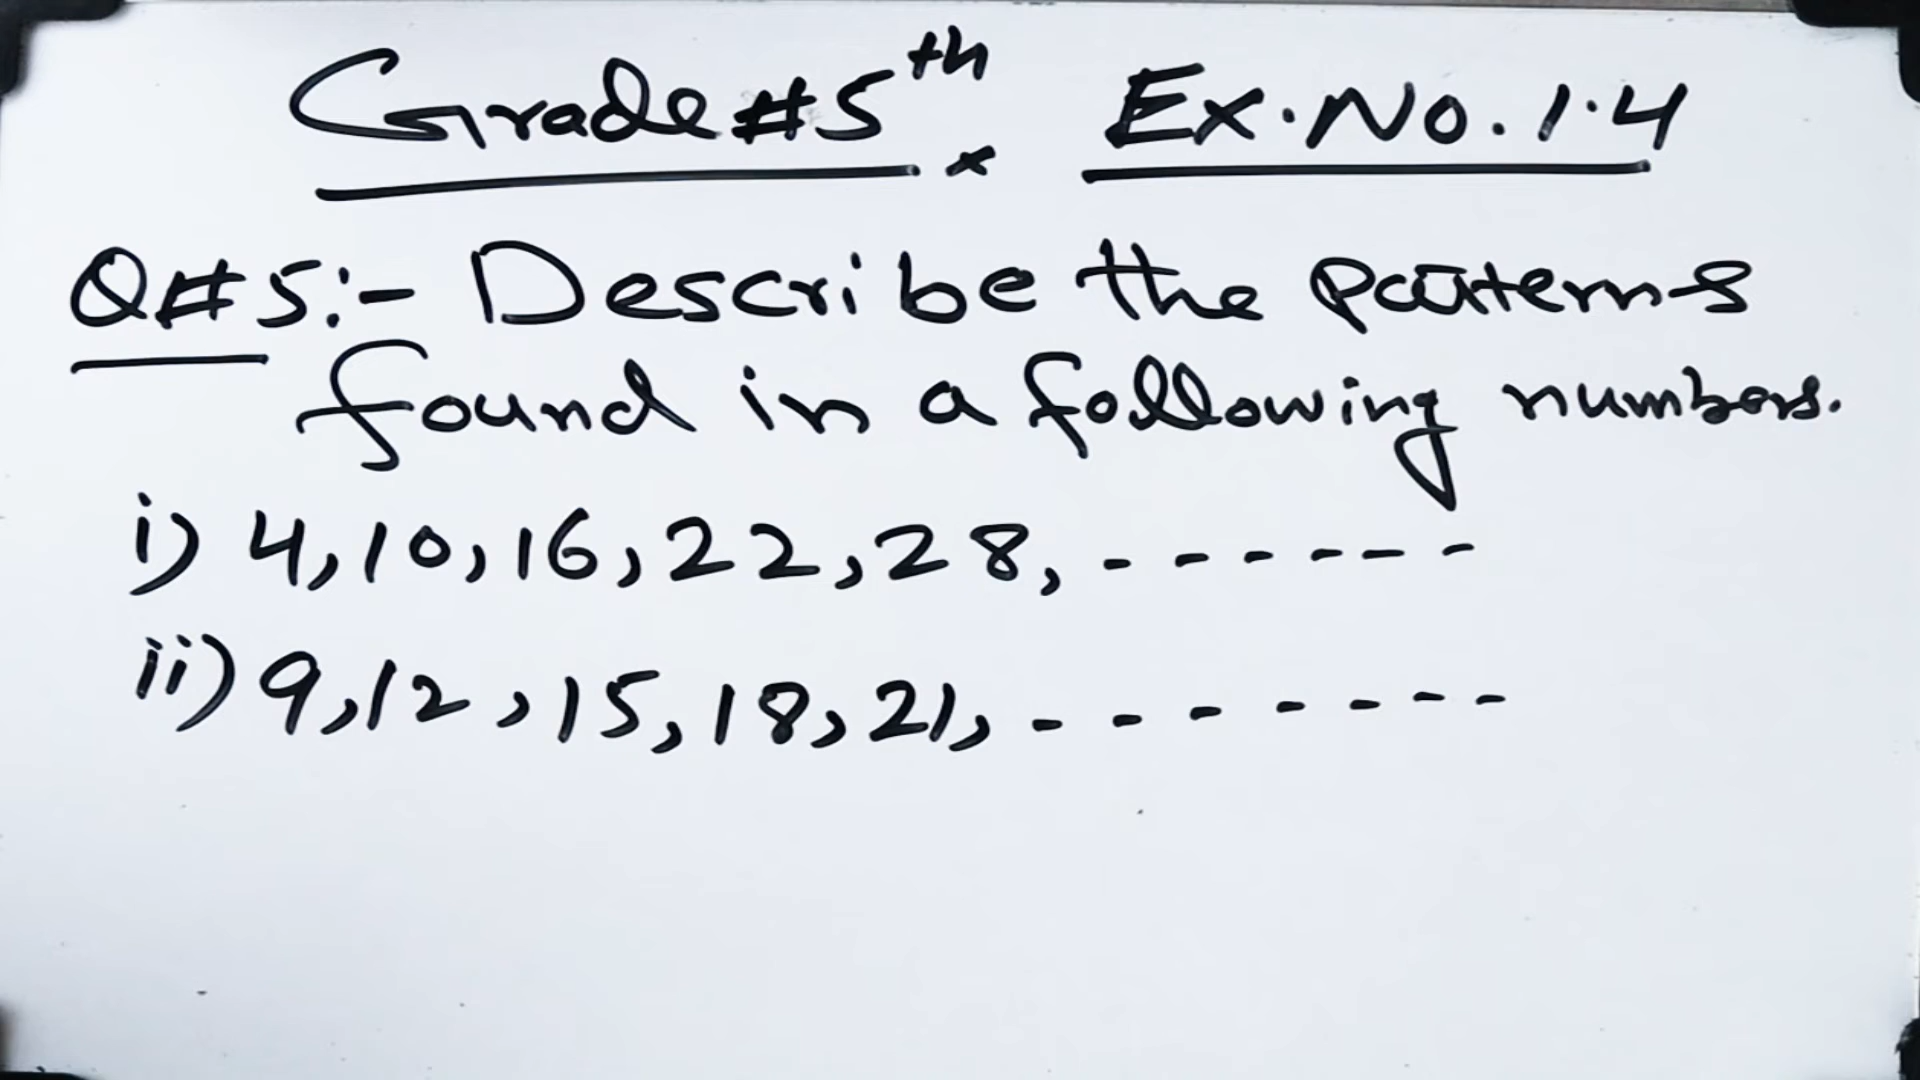 Grade#5th. Ex.No.1.4
Q#5:- Describe the patterns
found in a following numbers.
i) 4,10,16,22,28,------
ii) 9,12,15,18,21,-------